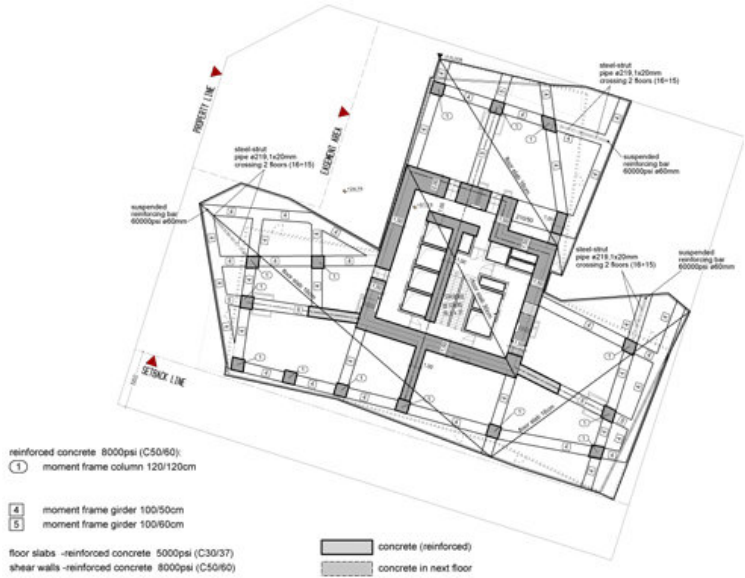 steel-strut
pipe ø219,1x20mm
crossing 2 floors (16÷15)
PROPERTY LINE
EASEMENT AREA
steel-strut
pipe ø219,1x20mm
crossing 2 floors (16÷15)
suspended
reinforcing bar
60000psi ø60mm
suspended
reinforcing bar
60000psi ø60mm
steel-strut
pipe ø219,1x20mm
crossing 2 floors (16÷15)
suspended
reinforcing bar
60000psi ø60mm
SETBACK LINE
floor slab 18cm
reinforced concrete 8000psi (C50/60):
1 moment frame column 120/120cm
4 moment frame girder 100/50cm
5 moment frame girder 100/60cm
floor slabs -reinforced concrete 5000psi (C30/37)
shear walls -reinforced concrete 8000psi (C50/60)
concrete (reinforced)
concrete in next floor